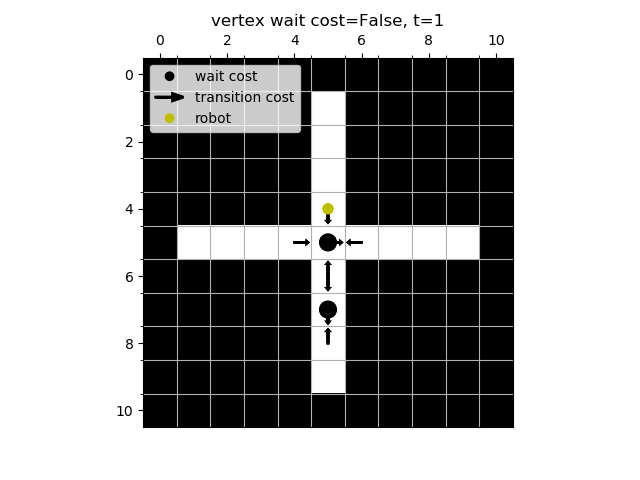 vertex wait cost=False, t=1
0 2 4 6 8 10
0
wait cost
transition cost
robot
2
4
6
8
10